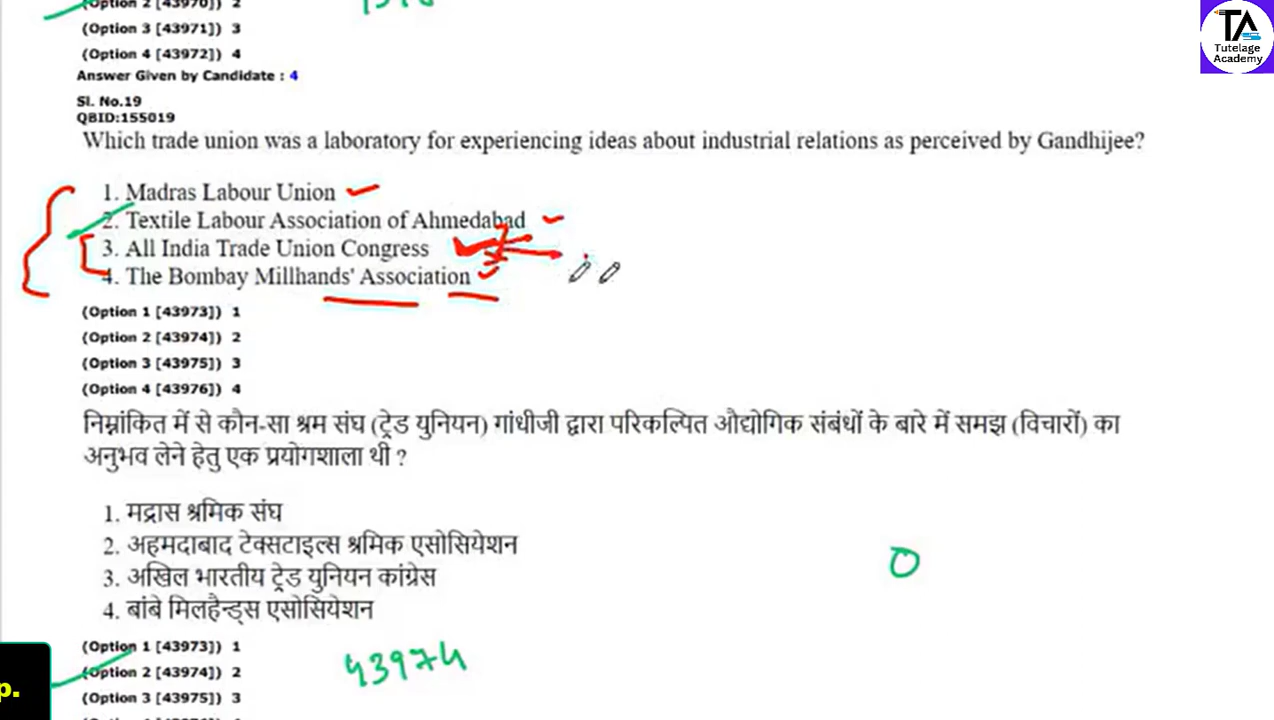 (Option 2 [43970]) 2
(Option 3 [43971]) 3
(Option 4 [43972]) 4
Answer Given by Candidate : 4
TA
Tutelage
Academy
Sl. No.19
QBID:155019
Which trade union was a laboratory for experiencing ideas about industrial relations as perceived by Gandhijee?
1. Madras Labour Union
2. Textile Labour Association of Ahmedabad
3. All India Trade Union Congress
4. The Bombay Millhands' Association
(Option 1 [43973]) 1
(Option 2 [43974]) 2
(Option 3 [43975]) 3
(Option 4 [43976]) 4
निम्नांकित में से कौन-सा श्रम संघ (ट्रेड युनियन) गांधीजी द्वारा परिकल्पित औद्योगिक संबंधों के बारे में समझ (विचारों) का
अनुभव लेने हेतु एक प्रयोगशाला थी ?
1. मद्रास श्रमिक संघ
2. अहमदाबाद टेक्सटाइल्स श्रमिक एसोसियेशन
3. अखिल भारतीय ट्रेड युनियन कांग्रेस
4. बांबे मिलहैन्ड्स एसोसियेशन
(Option 1 [43973]) 1
(Option 2 [43974]) 2
43974
(Option 3 [43975]) 3
p.
0